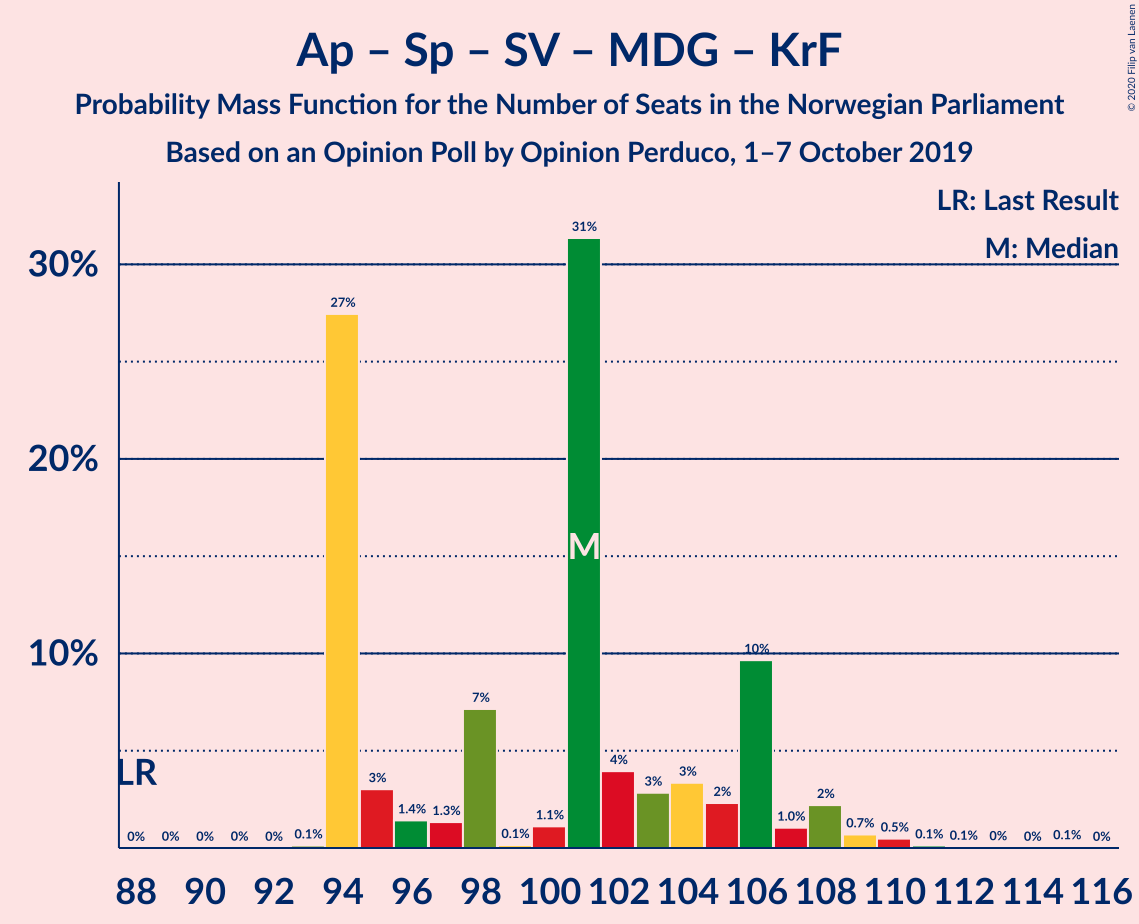 Ap – Sp – SV – MDG – KrF
Probability Mass Function for the Number of Seats in the Norwegian Parliament
Based on an Opinion Poll by Opinion Perduco, 1–7 October 2019
© 2020 Filip van Laenen
LR: Last Result
M: Median
30%
20%
10%
0% 0% 0% 0% 0% 0.1% 27% 3% 1.4% 1.3% 7% 0.1% 1.1% 31% 4% 3% 3% 2% 10% 1.0% 2% 0.7% 0.5% 0.1% 0.1% 0% 0% 0.1% 0%
M
LR
88 90 92 94 96 98 100 102 104 106 108 110 112 114 116